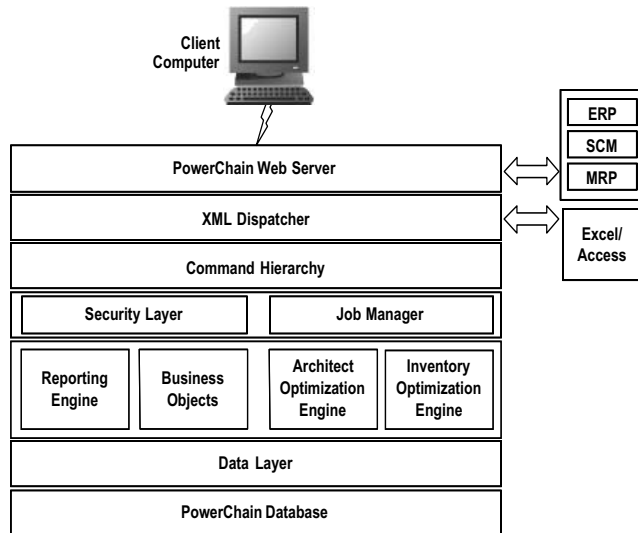 Client
Computer
ERP
SCM
MRP
PowerChain Web Server
XML Dispatcher
Excel/
Access
Command Hierarchy
Security Layer
Job Manager
Reporting
Engine
Business
Objects
Architect
Optimization
Engine
Inventory
Optimization
Engine
Data Layer
PowerChain Database